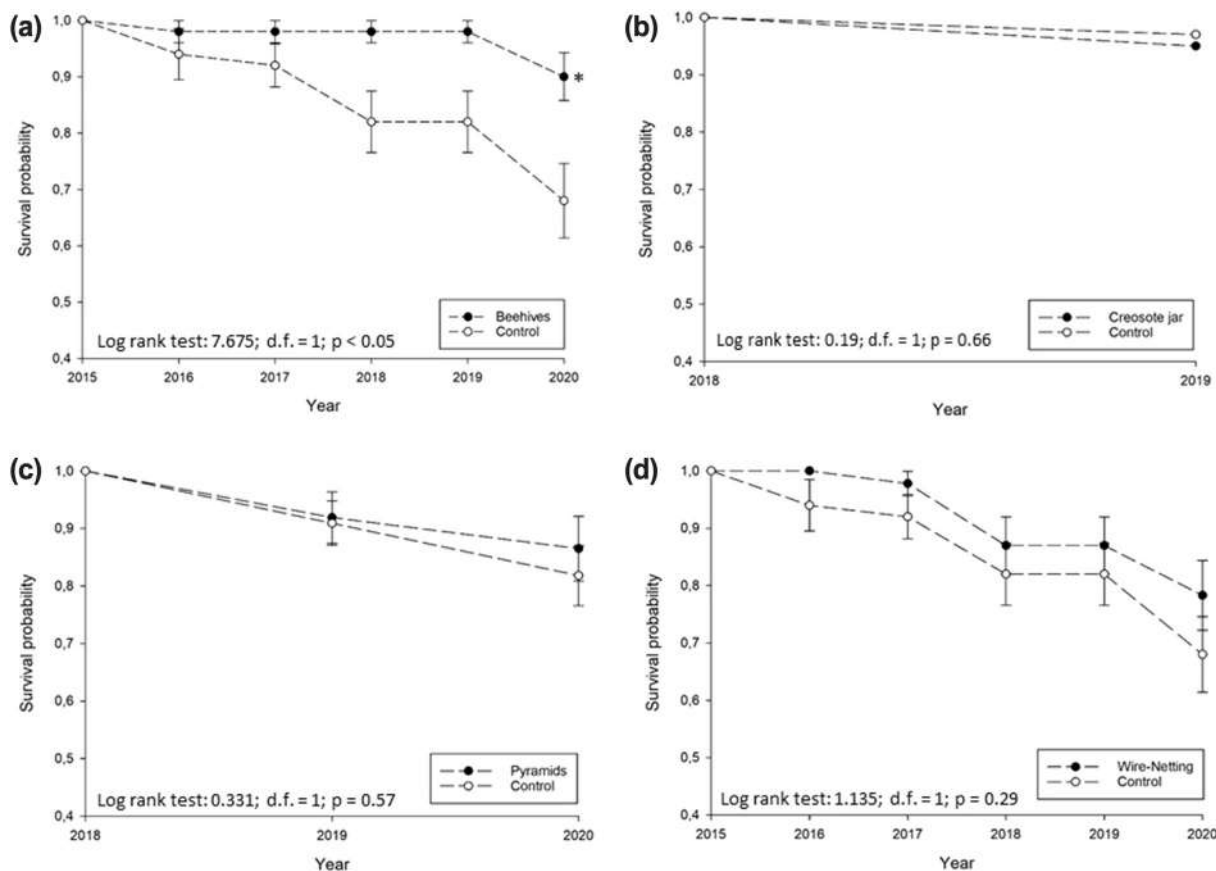 (a)
1,0
0,9
0,8
0,7
0,6
0,5
0,4
Survival probability
*
Beehives
Control
Log rank test: 7.675; d.f. = 1; p < 0.05
2015 2016 2017 2018 2019 2020
Year
(b)
1,0
0,9
0,8
0,7
0,6
0,5
0,4
Survival probability
Creosote jar
Control
Log rank test: 0.19; d.f. = 1; p = 0.66
2018 2019
Year
(c)
1,0
0,9
0,8
0,7
0,6
0,5
0,4
Survival probability
Pyramids
Control
Log rank test: 0.331; d.f. = 1; p = 0.57
2018 2019 2020
Year
(d)
1,0
0,9
0,8
0,7
0,6
0,5
0,4
Survival probability
Wire-Netting
Control
Log rank test: 1.135; d.f. = 1; p = 0.29
2015 2016 2017 2018 2019 2020
Year